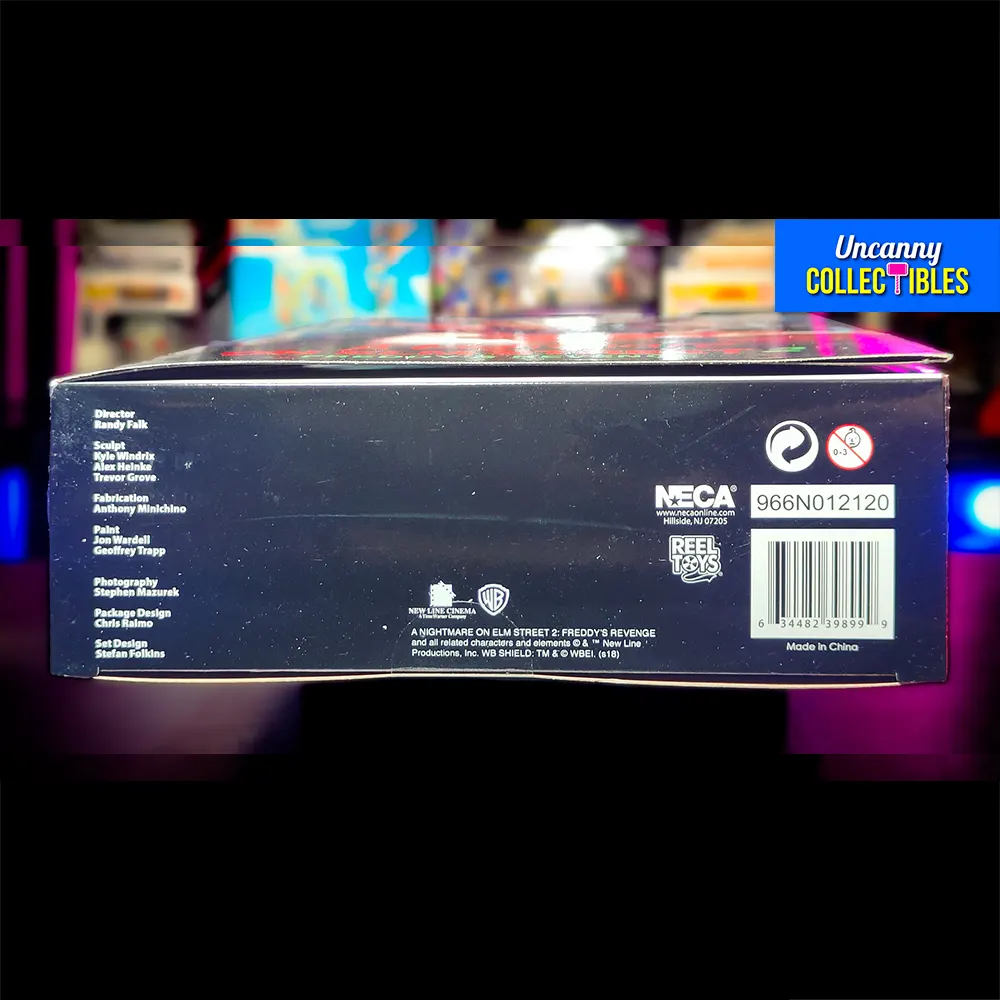 Uncanny
COLLECTIBLES
Director
Randy Falk
Sculpt
Kyle Windrix
Alex Heinke
Trevor Grove
Fabrication
Anthony Minichino
Paint
Jon Wardell
Geoffrey Trapp
Photography
Stephen Mazurek
Package Design
Chris Raimo
Set Design
Stefan Folkins
NEW LINE CINEMA
A Time Warner Company
WB
A NIGHTMARE ON ELM STREET 2: FREDDY'S REVENGE
and all related characters and elements © & ™ New Line
Productions, Inc. WB SHIELD: TM & © WBEI. (s18)
NECA®
www.necaonline.com
Hillside, NJ 07205
REEL
TOYS
0-3
966N012120
6 34482 39899 9
Made in China